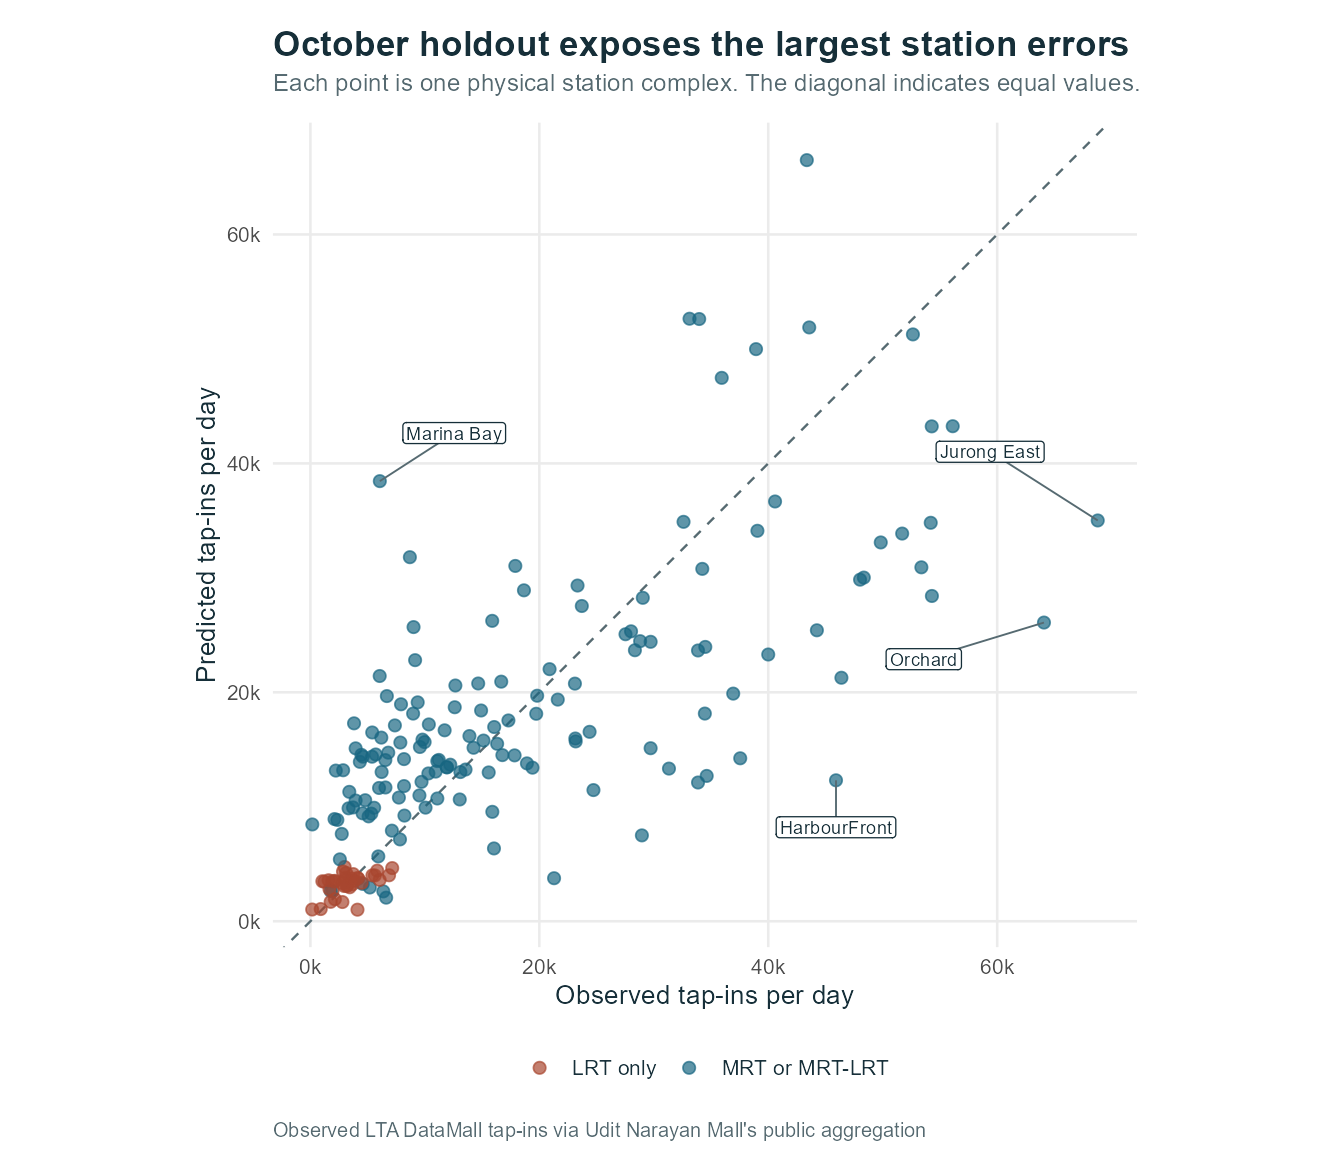 October holdout exposes the largest station errors
Each point is one physical station complex. The diagonal indicates equal values.
Predicted tap-ins per day
60k
40k
20k
0k
Marina Bay
Jurong East
Orchard
HarbourFront
0k
20k
40k
60k
Observed tap-ins per day
LRT only
MRT or MRT-LRT
Observed LTA DataMall tap-ins via Udit Narayan Mall's public aggregation